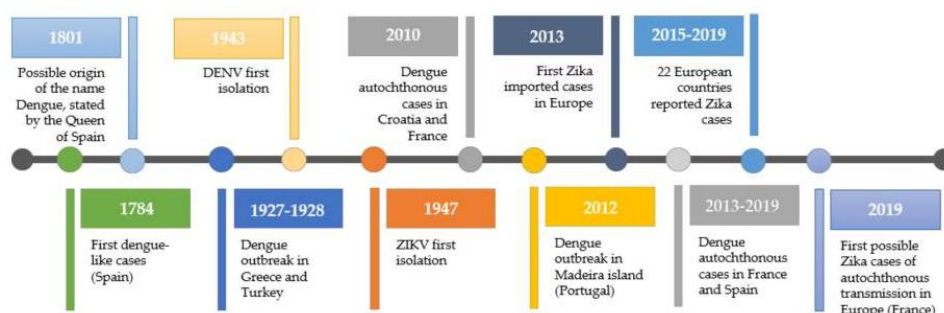 1801
Possible origin
of the name
Dengue, stated
by the Queen of
Spain
1943
DENV first
isolation
2010
Dengue
autochthonous
cases in
Croatia and
France
2013
First Zika
imported cases
in Europe
2015-2019
22 European
countries
reported Zika
cases
1784
First dengue-
like cases
(Spain)
1927-1928
Dengue
outbreak in
Greece and
Turkey
1947
ZIKV first
isolation
2012
Dengue
outbreak in
Madeira island
(Portugal)
2013-2019
Dengue
autochthonous
cases in France
and Spain
2019
First possible
Zika cases of
autochthonous
transmission in
Europe (France)